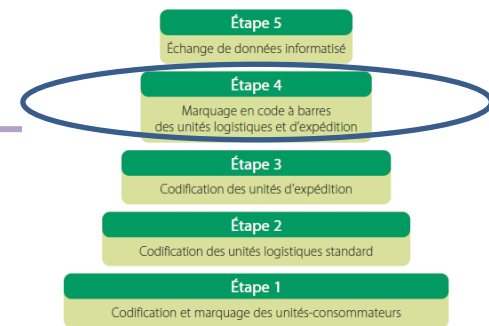 Étape 5
Échange de données informatisé
Étape 4
Marquage en code à barres
des unités logistiques et d'expédition
Étape 3
Codification des unités d'expédition
Étape 2
Codification des unités logistiques standard
Étape 1
Codification et marquage des unités-consommateurs